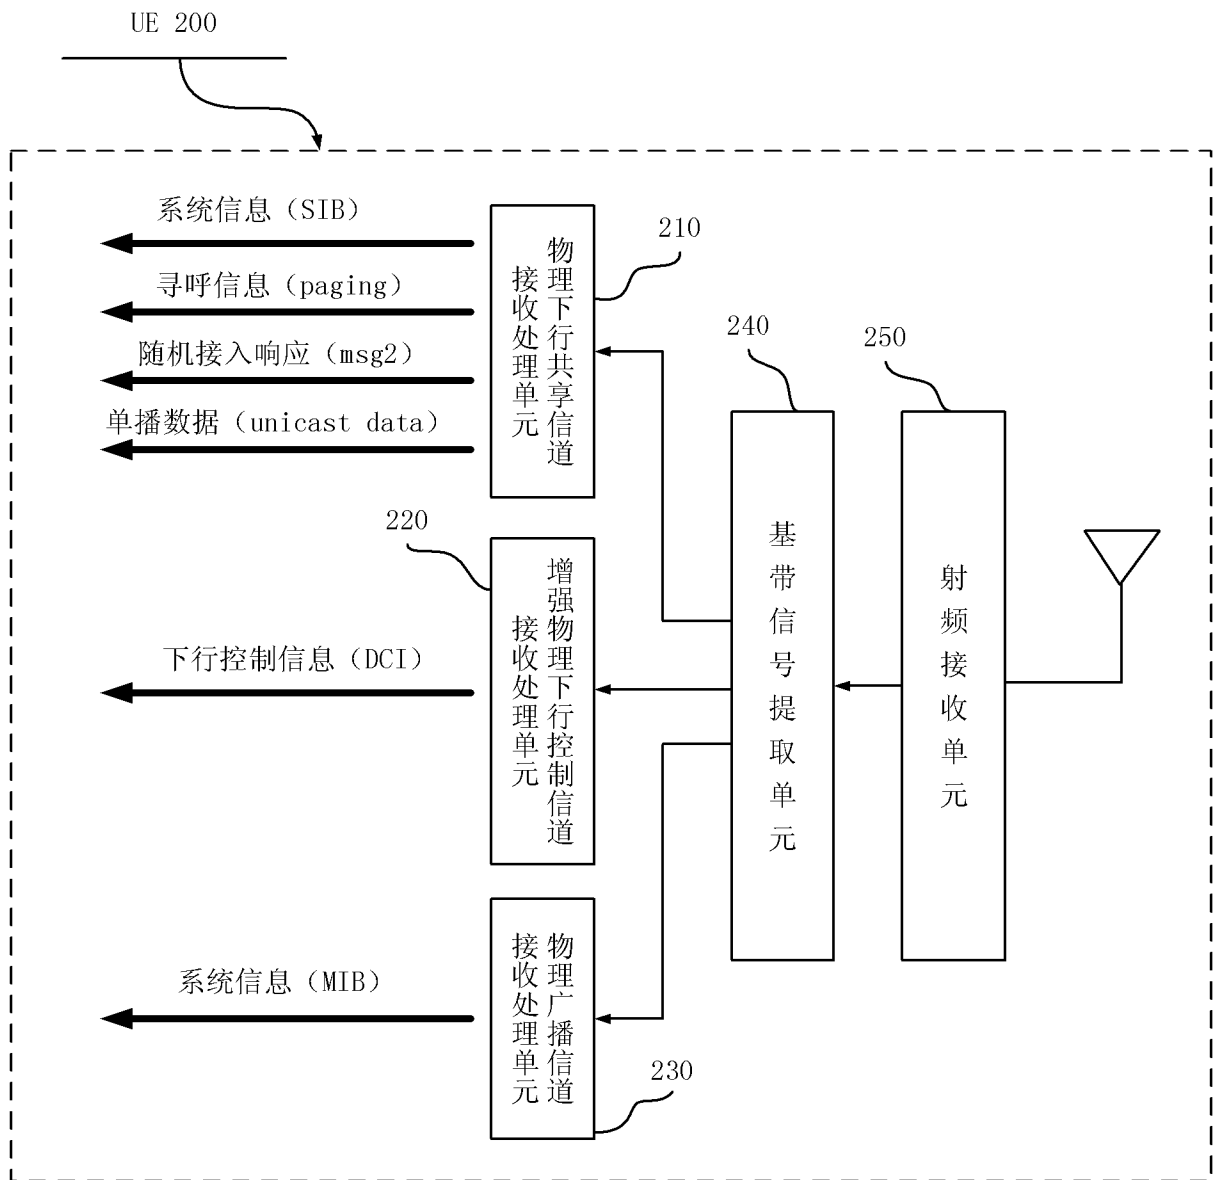 UE 200
系统信息（SIB）
寻呼信息（paging）
随机接入响应（msg2）
单播数据（unicast data）
物理下行共享信道
接收处理单元
210
240
250
220
增强物理下行控制信道
接收处理单元
下行控制信息（DCI）
基带信号提取单元
射频接收单元
系统信息（MIB）
物理广播信道
接收处理单元
230